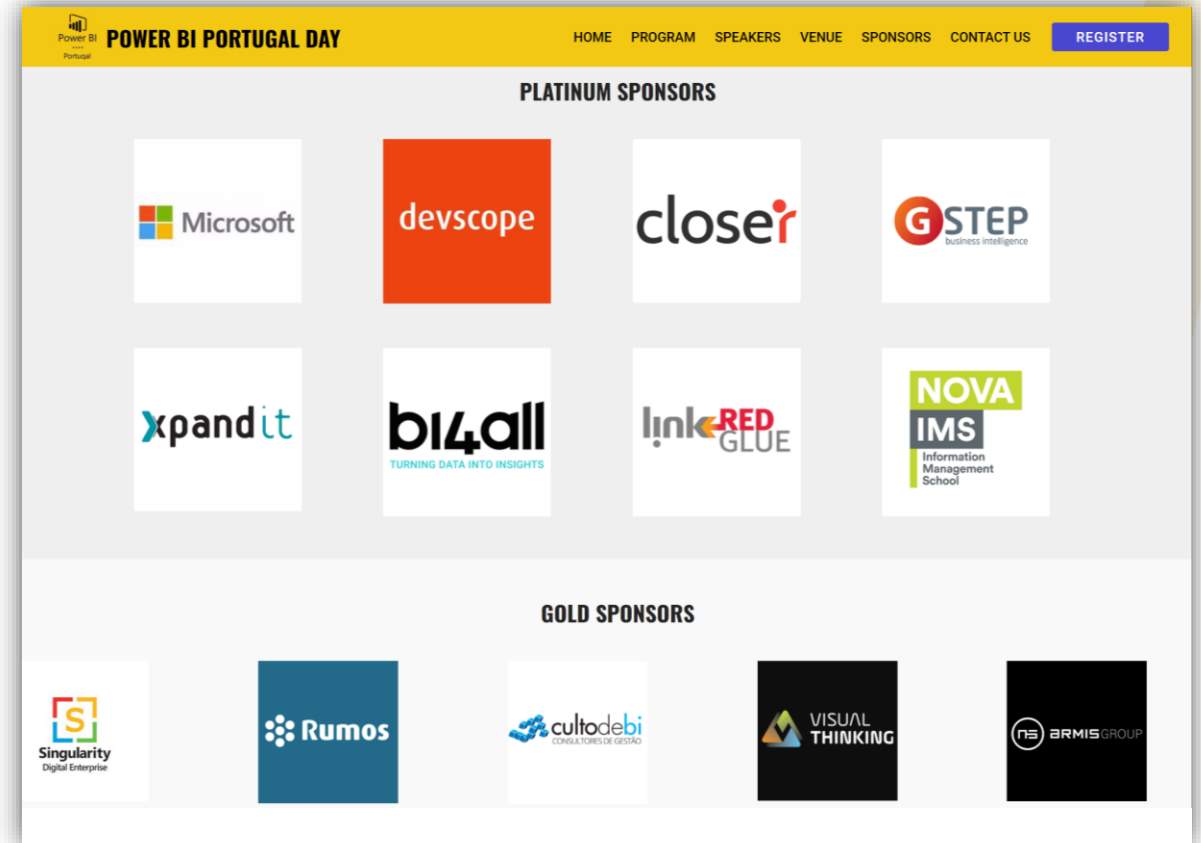 Power BI
Portugal
POWER BI PORTUGAL DAY
HOME PROGRAM SPEAKERS VENUE SPONSORS CONTACT US REGISTER
PLATINUM SPONSORS
Microsoft
devscope
closer
GSTEP
business intelligence
xpandit
bi4all
TURNING DATA INTO INSIGHTS
link RED
GLUE
NOVA
IMS
Information
Management
School
GOLD SPONSORS
S
Singularity
Digital Enterprise
Rumos
cultodebi
CONSULTORES DE GESTÃO
VISUAL
THINKING
ARMISGROUP